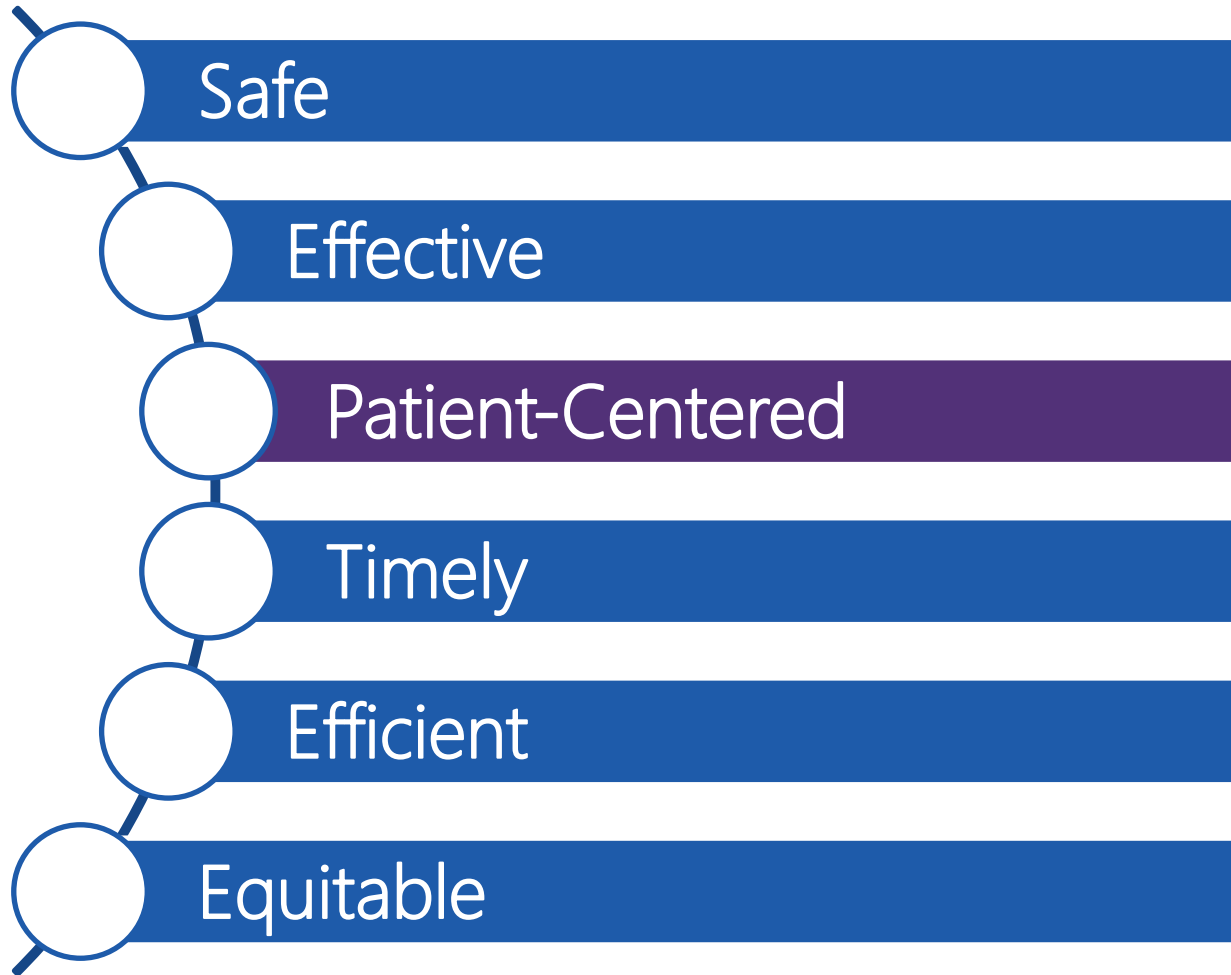 Safe
Effective
Patient-Centered
Timely
Efficient
Equitable